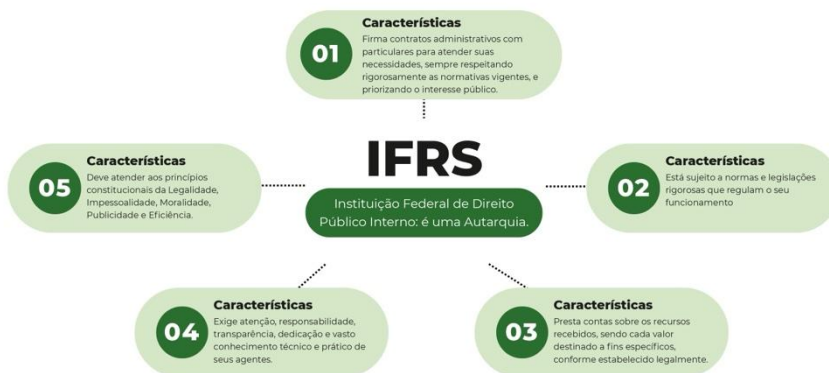 Características
01
Firma contratos administrativos com
particulares para atender suas
necessidades, sempre respeitando
rigorosamente as normativas vigentes, e
priorizando o interesse público.
IFRS
Instituição Federal de Direito
Público Interno: é uma Autarquia.
Características
05
Deve atender aos princípios
constitucionais da Legalidade,
Impessoalidade, Moralidade,
Publicidade e Eficiência.
Características
02
Está sujeito a normas e legislações
rigorosas que regulam o seu
funcionamento
Características
04
Exige atenção, responsabilidade,
transparência, dedicação e vasto
conhecimento técnico e prático de
seus agentes.
Características
03
Presta contas sobre os recursos
recebidos, sendo cada valor
destinado a fins específicos,
conforme estabelecido legalmente.